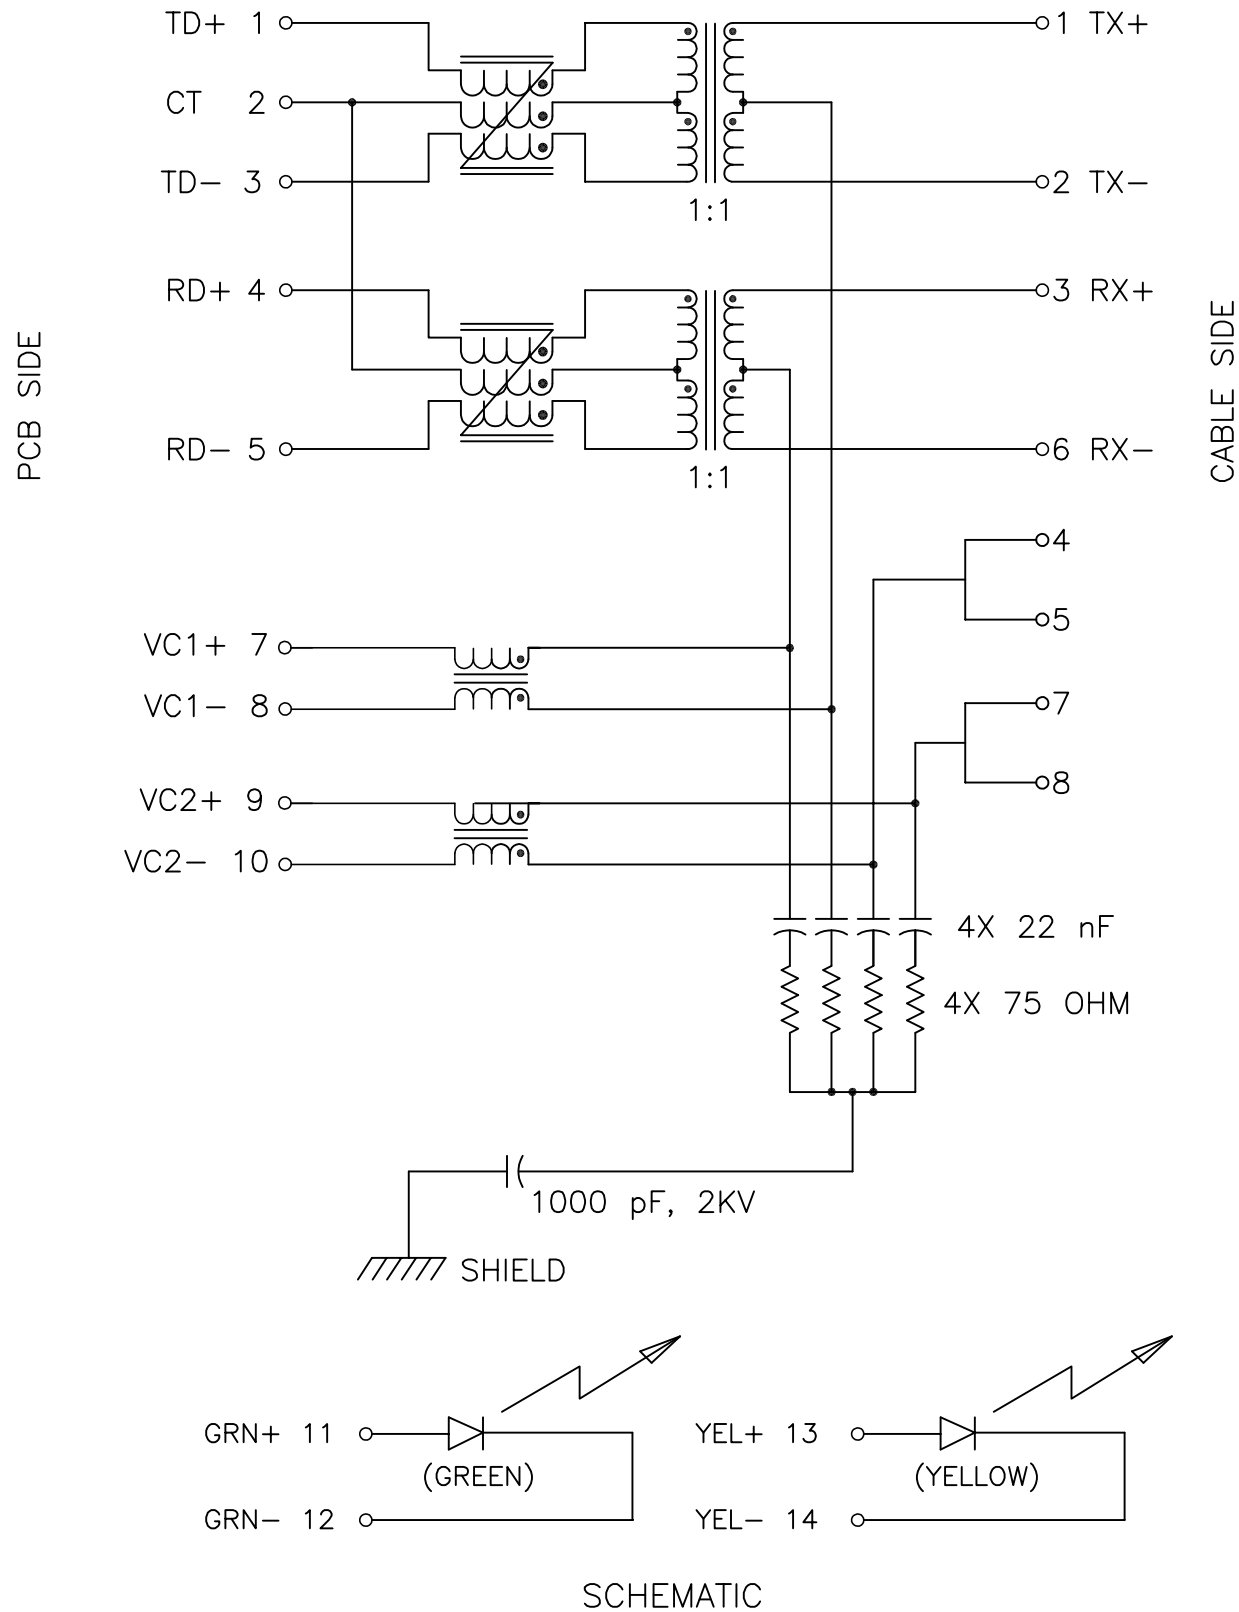 TD+ 1
1 TX+
CT 2
TD− 3
2 TX−
1:1
RD+ 4
3 RX+
PCB SIDE
CABLE SIDE
RD− 5
6 RX−
1:1
4
5
VC1+ 7
VC1− 8
7
8
VC2+ 9
VC2− 10
4X 22 nF
4X 75 OHM
1000 pF, 2KV
SHIELD
GRN+ 11
(GREEN)
GRN− 12
YEL+ 13
(YELLOW)
YEL− 14
SCHEMATIC